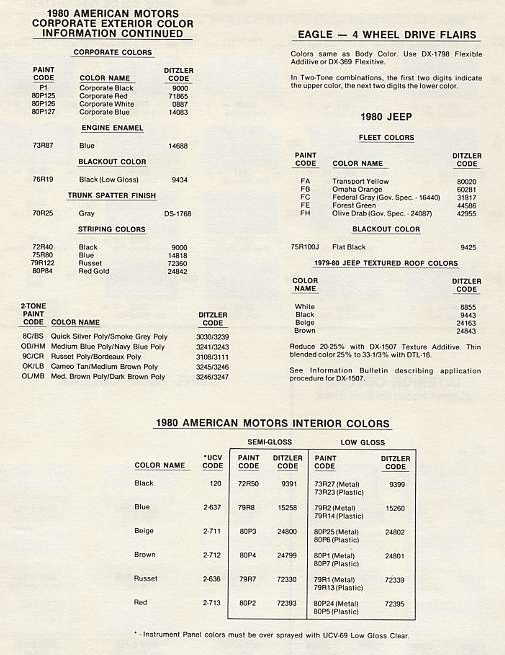 1980 AMERICAN MOTORS
CORPORATE EXTERIOR COLOR
INFORMATION CONTINUED
CORPORATE COLORS
PAINT CODE COLOR NAME DITZLER CODE
P1 Corporate Black 9000
80P125 Corporate Red 71865
80P126 Corporate White 0887
80P127 Corporate Blue 14083
ENGINE ENAMEL
73R87 Blue 14688
BLACKOUT COLOR
76R19 Black (Low Gloss) 9434
TRUNK SPATTER FINISH
70R25 Gray DS-1768
STRIPING COLORS
72R40 Black 9000
75R80 Blue 14818
79R122 Russet 72360
80P84 Red Gold 24842
2-TONE PAINT CODE COLOR NAME DITZLER CODE
8C/BS Quick Silver Poly/Smoke Grey Poly 3030/3239
OD/HM Medium Blue Poly/Navy Blue Poly 3241/3243
9C/CR Russet Poly/Bordeaux Poly 3108/3111
OK/LB Cameo Tan/Medium Brown Poly 3245/3246
OL/MB Med. Brown Poly/Dark Brown Poly 3246/3247
EAGLE — 4 WHEEL DRIVE FLAIRS
Colors same as Body Color. Use DX-1798 Flexible
Additive or DX-369 Flexitive.
In Two-Tone combinations, the first two digits indicate
the upper color, the next two digits the lower color.
1980 JEEP
FLEET COLORS
PAINT CODE COLOR NAME DITZLER CODE
FA Transport Yellow 80020
FB Omaha Orange 60281
FC Federal Gray (Gov. Spec. - 16440) 31817
FE Forest Green 44586
FH Olive Drab (Gov. Spec. - 24087) 42955
BLACKOUT COLOR
75R100J Flat Black 9425
1979-80 JEEP TEXTURED ROOF COLORS
COLOR NAME DITZLER CODE
White 8855
Black 9443
Beige 24163
Brown 24843
Reduce 20-25% with DX-1507 Texture Additive. Thin
blended color 25% to 33-1/3% with DTL-16.
See Information Bulletin describing application
procedure for DX-1507.
1980 AMERICAN MOTORS INTERIOR COLORS
SEMI-GLOSS LOW GLOSS
COLOR NAME *UCV CODE PAINT CODE DITZLER CODE PAINT CODE DITZLER CODE
Black 120 72R50 9391 73R27 (Metal) 9399
73R23 (Plastic)
Blue 2-637 79R8 15258 79R2 (Metal) 15260
79R14 (Plastic)
Beige 2-711 80P3 24800 80P25 (Metal) 24802
80P6 (Plastic)
Brown 2-712 80P4 24799 80P1 (Metal) 24801
80P7 (Plastic)
Russet 2-636 79R7 72330 79R1 (Metal) 72339
79R13 (Plastic)
Red 2-713 80P2 72393 80P24 (Metal) 72395
80P5 (Plastic)
* - Instrument Panel colors must be over sprayed with UCV-69 Low Gloss Clear.